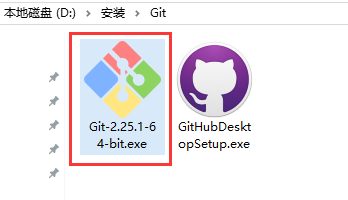 本地磁盘 (D:) > 安装 > Git
Git-2.25.1-6
4-bit.exe
GitHubDeskt
opSetup.exe